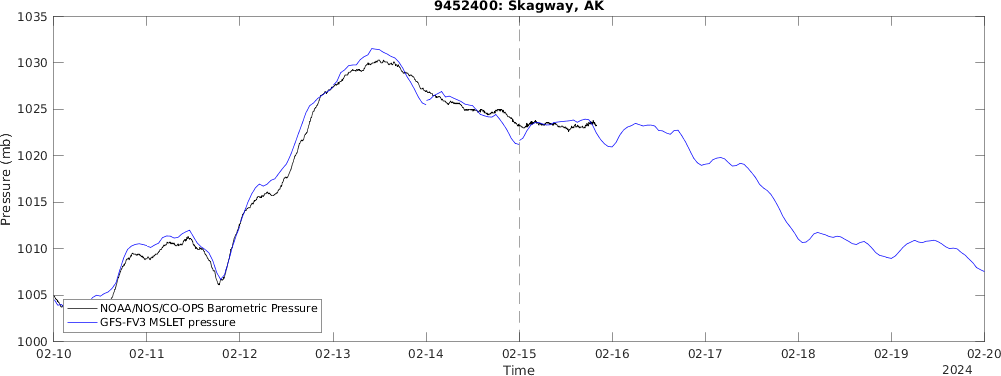 9452400: Skagway, AK
Pressure (mb)
1035
1030
1025
1020
1015
1010
1005
1000
NOAA/NOS/CO-OPS Barometric Pressure
GFS-FV3 MSLET pressure
02-10 02-11 02-12 02-13 02-14 02-15 02-16 02-17 02-18 02-19 02-20
Time
2024